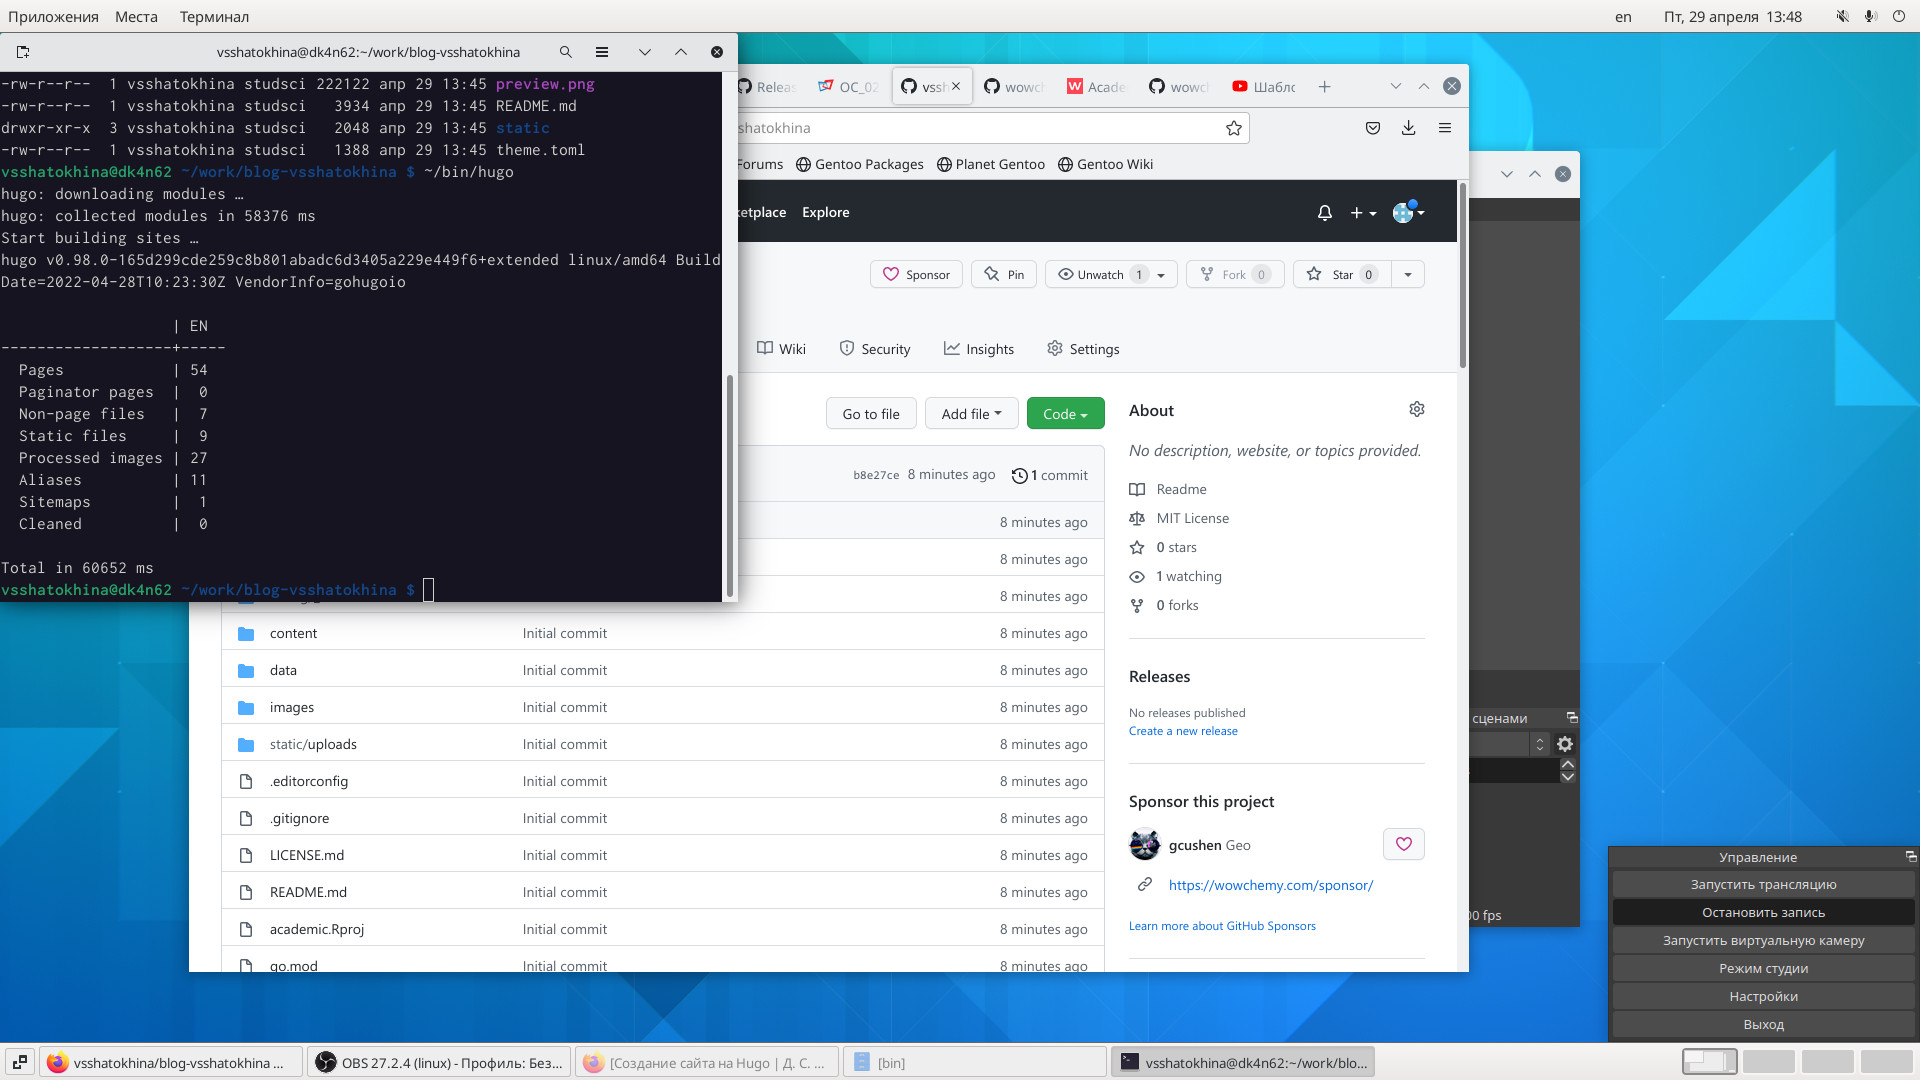 Приложения Места Терминал
en Пт, 29 апреля 13:48
vsshatokhina@dk4n62:~/work/blog-vsshatokhina
-rw-r--r-- 1 vsshatokhina studsci 222122 апр 29 13:45 preview.png
-rw-r--r-- 1 vsshatokhina studsci 3934 апр 29 13:45 README.md
drwxr-xr-x 3 vsshatokhina studsci 2048 апр 29 13:45 static
-rw-r--r-- 1 vsshatokhina studsci 1388 апр 29 13:45 theme.toml
vsshatokhina@dk4n62 ~/work/blog-vsshatokhina $ ~/bin/hugo
hugo: downloading modules …
hugo: collected modules in 58376 ms
Start building sites …
hugo v0.98.0-165d299cde259c8b801abadc6d3405a229e449f6+extended linux/amd64 Build
Date=2022-04-28T10:23:30Z VendorInfo=gohugoio
| EN
-------------------+-----
Pages | 54
Paginator pages | 0
Non-page files | 7
Static files | 9
Processed images | 27
Aliases | 11
Sitemaps | 1
Cleaned | 0
Total in 60652 ms
vsshatokhina@dk4n62 ~/work/blog-vsshatokhina $
Releas ОС_02 vssh wowch Acade wowch Шабло
shatokhina
Forums Gentoo Packages Planet Gentoo Gentoo Wiki
ketplace Explore
Sponsor Pin Unwatch 1 Fork 0 Star 0
Wiki Security Insights Settings
Go to file Add file Code
b8e27ce 8 minutes ago 1 commit
8 minutes ago
8 minutes ago
8 minutes ago
content Initial commit 8 minutes ago
data Initial commit 8 minutes ago
images Initial commit 8 minutes ago
static/uploads Initial commit 8 minutes ago
.editorconfig Initial commit 8 minutes ago
.gitignore Initial commit 8 minutes ago
LICENSE.md Initial commit 8 minutes ago
README.md Initial commit 8 minutes ago
academic.Rproj Initial commit 8 minutes ago
go.mod Initial commit 8 minutes ago
About
No description, website, or topics provided.
Readme
MIT License
0 stars
1 watching
0 forks
Releases
No releases published
Create a new release
Sponsor this project
gcushen Geo
https://wowchemy.com/sponsor/
Learn more about GitHub Sponsors
сценами
00 fps
Управление
Запустить трансляцию
Остановить запись
Запустить виртуальную камеру
Режим студии
Настройки
Выход
vsshatokhina/blog-vsshatokhina ... OBS 27.2.4 (linux) - Профиль: Без... [Создание сайта на Hugo | Д. С. ... [bin] vsshatokhina@dk4n62:~/work/blo...